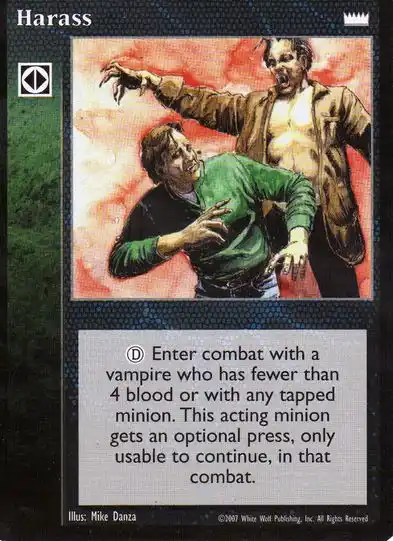 Harass
D Enter combat with a
vampire who has fewer than
4 blood or with any tapped
minion. This acting minion
gets an optional press, only
usable to continue, in that
combat.
Illus: Mike Danza
©2007 White Wolf Publishing, Inc. All Rights Reserved